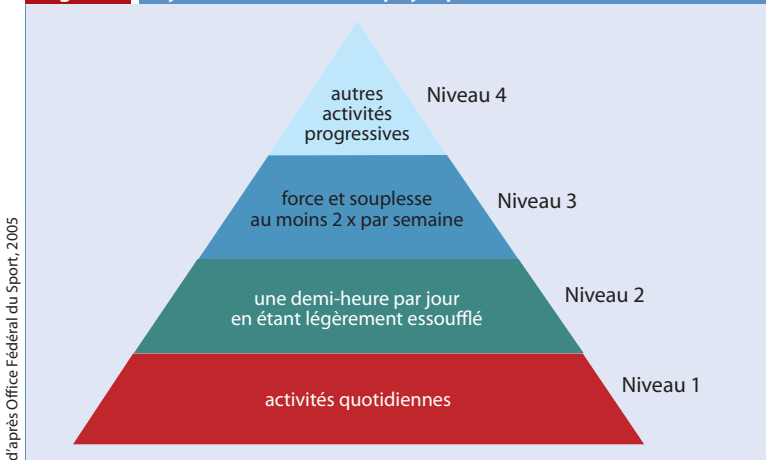 autres
activités
progressives
Niveau 4
force et souplesse
au moins 2 x par semaine
Niveau 3
une demi-heure par jour
en étant légèrement essoufflé
Niveau 2
activités quotidiennes
Niveau 1
d'après Office Fédéral du Sport, 2005